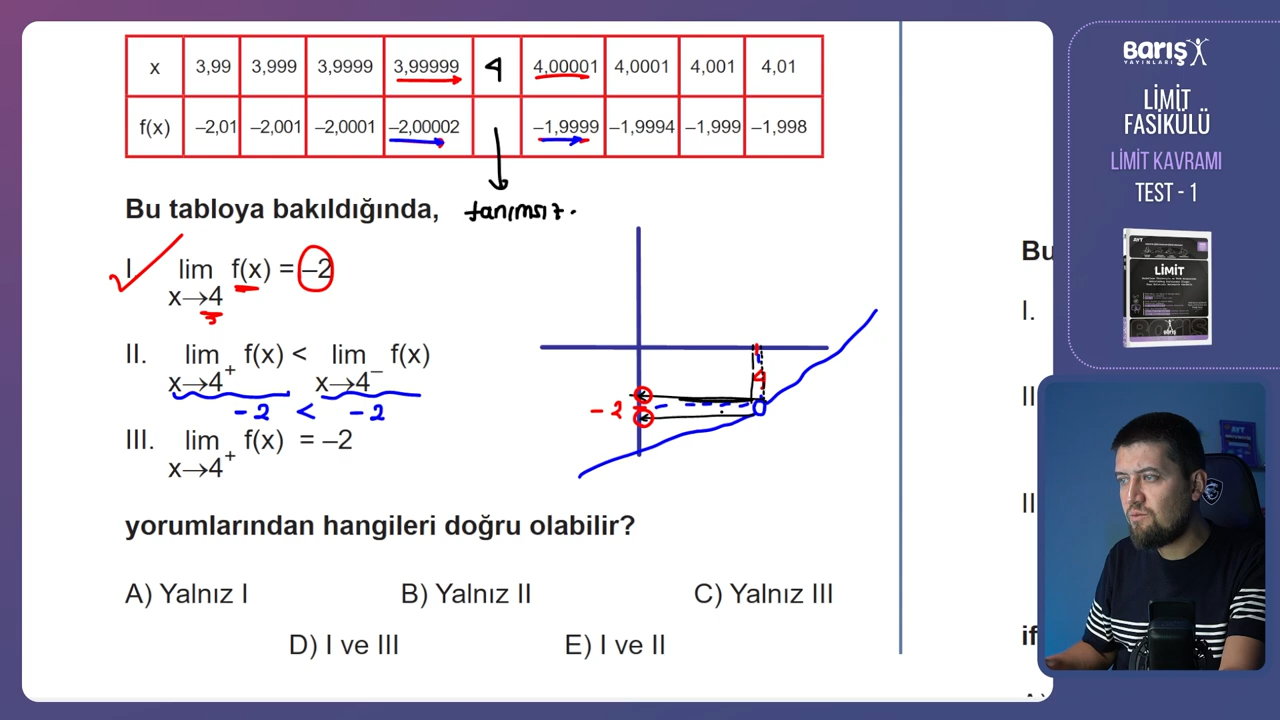 x 3,99 3,999 3,9999 3,99999 4 4,00001 4,0001 4,001 4,01
f(x) –2,01 –2,001 –2,0001 –2,00002 –1,9999 –1,9994 –1,999 –1,998
Bu tabloya bakıldığında, tanımsız.
I. lim f(x) = –2
x→4
II. lim f(x) < lim f(x)
x→4+ x→4–
-2 < -2
III. lim f(x) = –2
x→4+
4
-2
yorumlarından hangileri doğru olabilir?
A) Yalnız I B) Yalnız II C) Yalnız III
D) I ve III E) I ve II
Bu
I.
II
II
if
BARIŞ
YAYINLARI
LİMİT
FASİKÜLÜ
LİMİT KAVRAMI
TEST - 1
AYT
LİMİT
BARIŞ
AYT